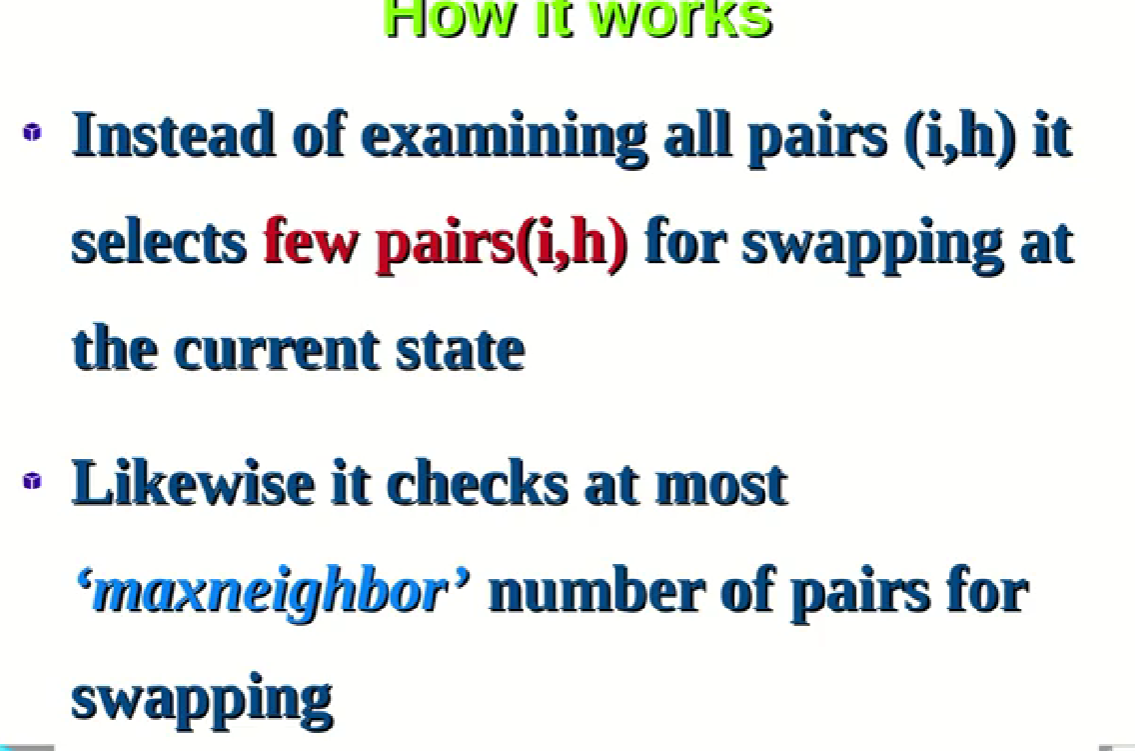 How it works
Instead of examining all pairs (i,h) it
selects few pairs(i,h) for swapping at
the current state
Likewise it checks at most
‘maxneighbor’ number of pairs for
swapping